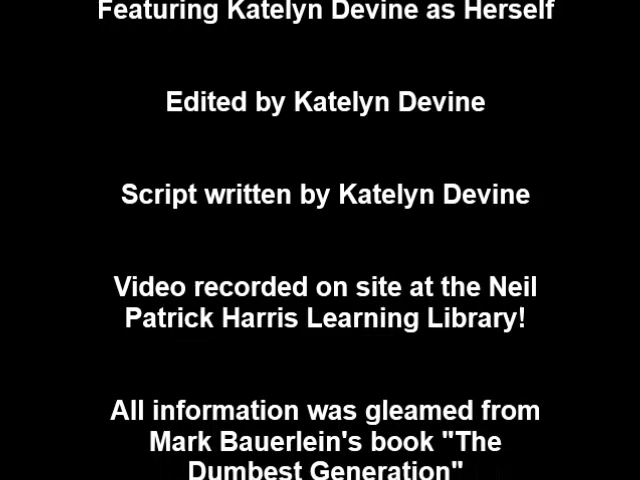 Featuring Katelyn Devine as Herself
Edited by Katelyn Devine
Script written by Katelyn Devine
Video recorded on site at the Neil
Patrick Harris Learning Library!
All information was gleamed from
Mark Bauerlein's book "The
Dumbest Generation"